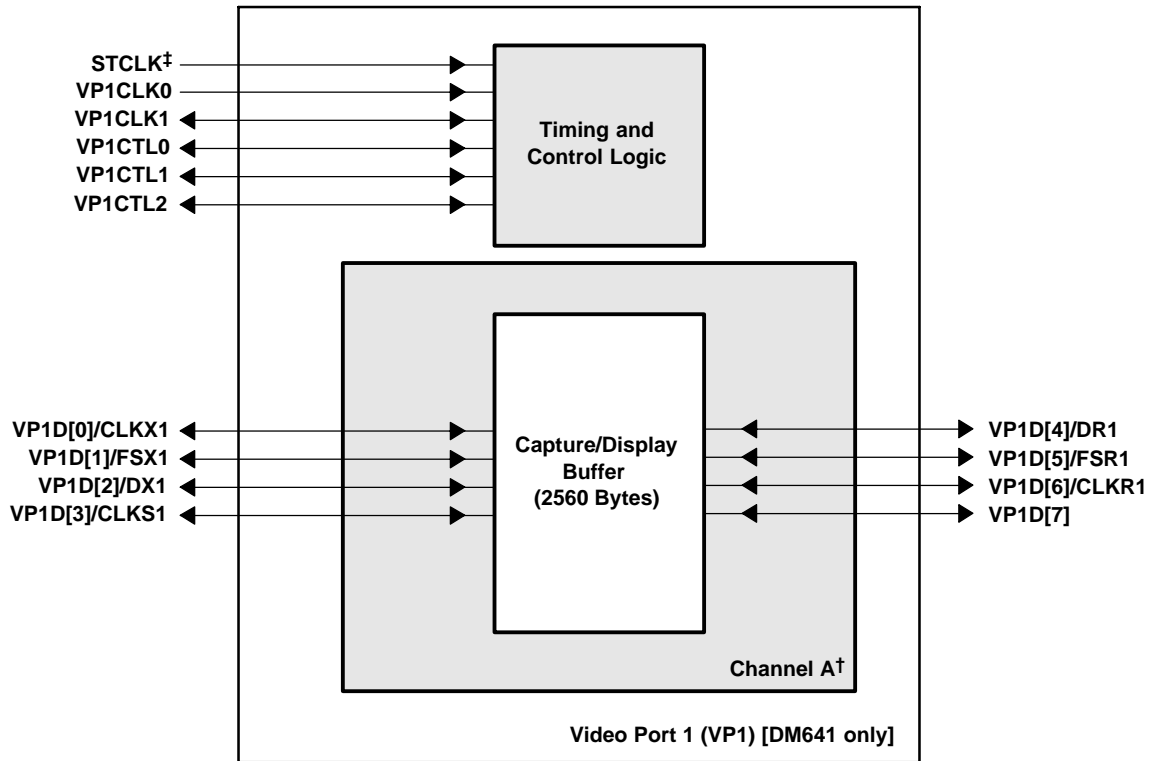 STCLK‡
VP1CLK0
VP1CLK1
VP1CTL0
VP1CTL1
VP1CTL2
Timing and
Control Logic
VP1D[0]/CLKX1
VP1D[1]/FSX1
VP1D[2]/DX1
VP1D[3]/CLKS1
Capture/Display
Buffer
(2560 Bytes)
VP1D[4]/DR1
VP1D[5]/FSR1
VP1D[6]/CLKR1
VP1D[7]
Channel A†
Video Port 1 (VP1) [DM641 only]